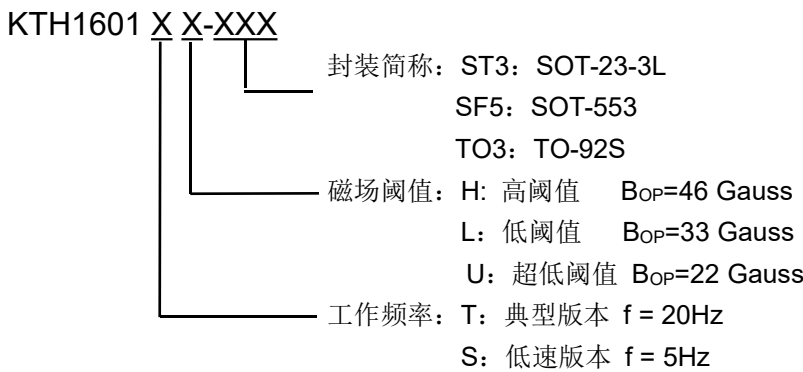 KTH1601 X X-XXX
封装简称：ST3：SOT-23-3L
SF5：SOT-553
TO3：TO-92S
磁场阈值：H: 高阈值 BOP=46 Gauss
L：低阈值 BOP=33 Gauss
U：超低阈值 BOP=22 Gauss
工作频率：T：典型版本 f = 20Hz
S：低速版本 f = 5Hz